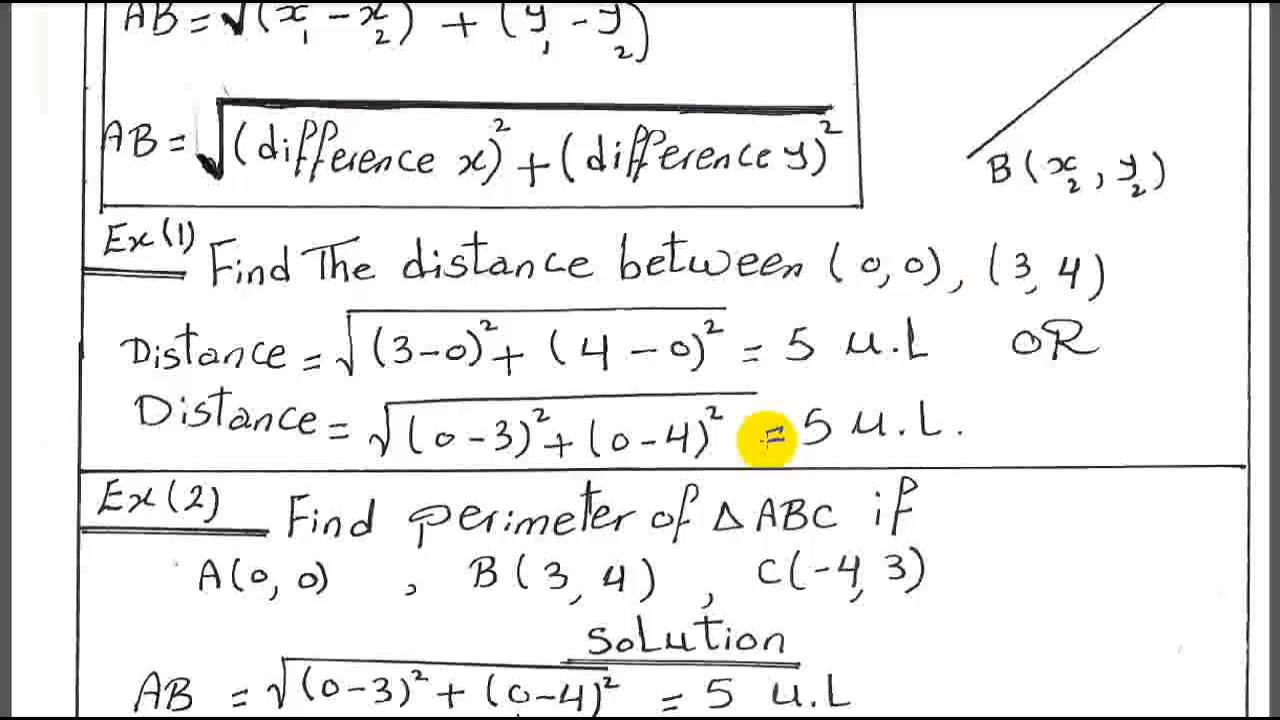 AB = √(x₁ - x₂) + (y₁ - y₂)
AB = √(difference x)² + (difference y)²
B(x₂, y₂)
Ex(1) Find The distance between (0,0), (3,4)
Distance = √(3-0)² + (4-0)² = 5 u.L OR
Distance = √(0-3)² + (0-4)² = 5 u.L.
Ex(2) Find perimeter of △ABC if
A(0,0) , B(3,4) , C(-4,3)
Solution
AB = √(0-3)² + (0-4)² = 5 u.L